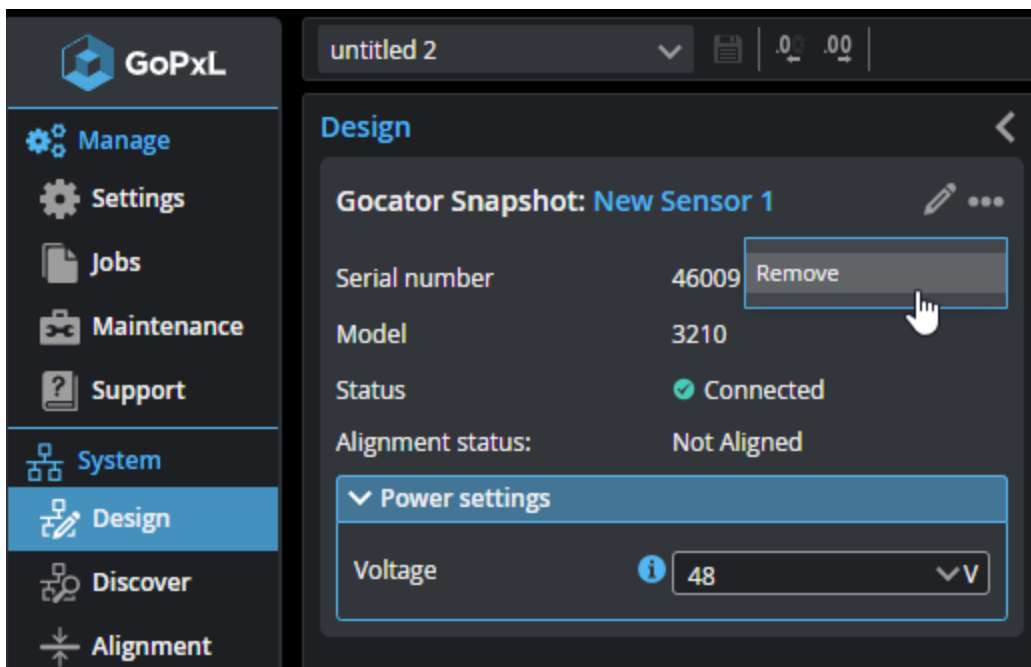 GoPxL
untitled 2
.00 .00
Manage
Settings
Jobs
Maintenance
Support
System
Design
Discover
Alignment
Design
Gocator Snapshot: New Sensor 1
Serial number 46009
Remove
Model 3210
Status Connected
Alignment status: Not Aligned
Power settings
Voltage 48 V